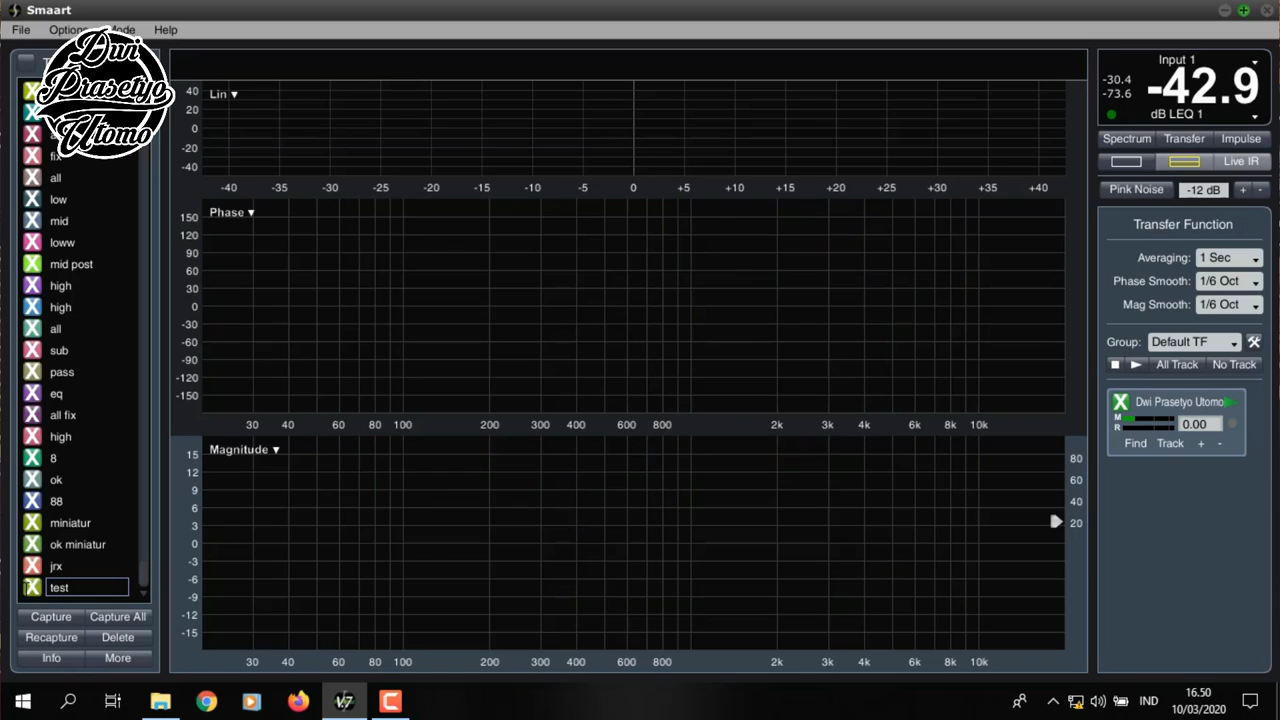 Smaart
File Options Mode Help
Dwi
Prasetyo
Utomo
fix
all
low
mid
loww
mid post
high
high
all
sub
pass
eq
all fix
high
8
ok
88
miniatur
ok miniatur
jrx
test
Capture Capture All
Recapture Delete
Info More
Lin
40
20
0
-20
-40
-40 -35 -30 -25 -20 -15 -10 -5 0 +5 +10 +15 +20 +25 +30 +35 +40
Phase
150
120
90
60
30
0
-30
-60
-90
-120
-150
30 40 60 80 100 200 300 400 600 800 2k 3k 4k 6k 8k 10k
Magnitude
15
12
9
6
3
0
-3
-6
-9
-12
-15
80
60
40
20
30 40 60 80 100 200 300 400 600 800 2k 3k 4k 6k 8k 10k
Input 1
-30.4
-73.6
-42.9
dB LEQ 1
Spectrum Transfer Impulse
Live IR
Pink Noise -12 dB + -
Transfer Function
Averaging: 1 Sec
Phase Smooth: 1/6 Oct
Mag Smooth: 1/6 Oct
Group: Default TF
All Track No Track
Dwi Prasetyo Utomo
M
R
0.00
Find Track + -
IND
16.50
10/03/2020